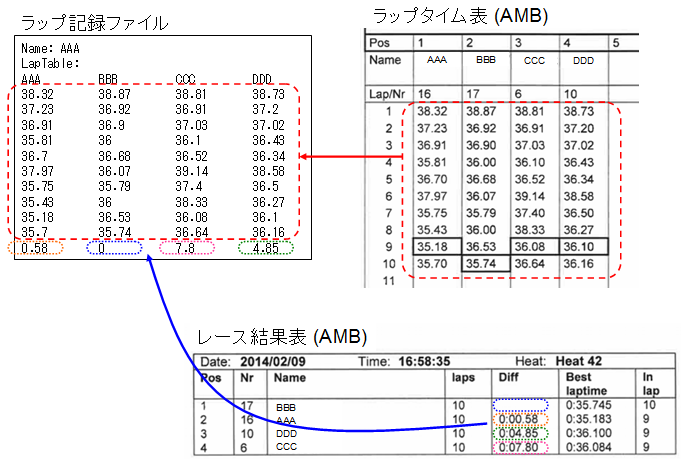 ラップ記録ファイル
Name: AAA
LapTable:
AAA BBB CCC DDD
38.32 38.87 38.81 38.73
37.23 36.92 36.91 37.2
36.91 36.9 37.03 37.02
35.81 36 36.1 36.43
36.7 36.68 36.52 36.34
37.97 36.07 39.14 38.58
35.75 35.79 37.4 36.5
35.43 36 38.33 36.27
35.18 36.53 36.08 36.1
35.7 35.74 36.64 36.16
0.58 0 7.8 4.85
ラップタイム表 (AMB)
Pos 1 2 3 4 5
Name AAA BBB CCC DDD
Lap/Nr 16 17 6 10
1 38.32 38.87 38.81 38.73
2 37.23 36.92 36.91 37.20
3 36.91 36.90 37.03 37.02
4 35.81 36.00 36.10 36.43
5 36.70 36.68 36.52 36.34
6 37.97 36.07 39.14 38.58
7 35.75 35.79 37.40 36.50
8 35.43 36.00 38.33 36.27
9 35.18 36.53 36.08 36.10
10 35.70 35.74 36.64 36.16
11
レース結果表 (AMB)
Date: 2014/02/09 Time: 16:58:35 Heat: Heat 42
Pos Nr Name laps Diff Best laptime In lap
1 17 BBB 10 0:35.745 10
2 16 AAA 10 0:00.58 0:35.183 9
3 10 DDD 10 0:04.85 0:36.100 9
4 6 CCC 10 0:07.80 0:36.084 9